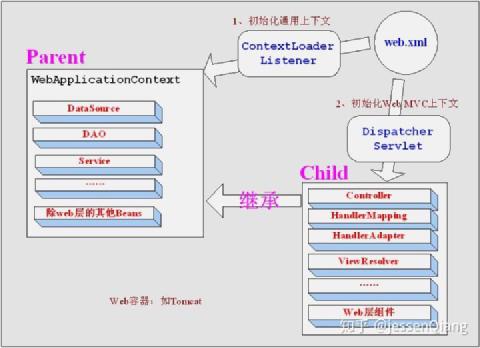 1、初始化通用上下文
ContextLoader
Listener
web.xml
Parent
WebApplicationContext
DataSource
DAO
Service
······
除web层的其他Beans
2、初始化Web MVC上下文
Dispatcher
Servlet
继承
Child
Controller
HandlerMapping
HandlerAdapter
ViewResolver
······
Web层组件
Web容器：如Tomcat
知乎 @jessenQiang